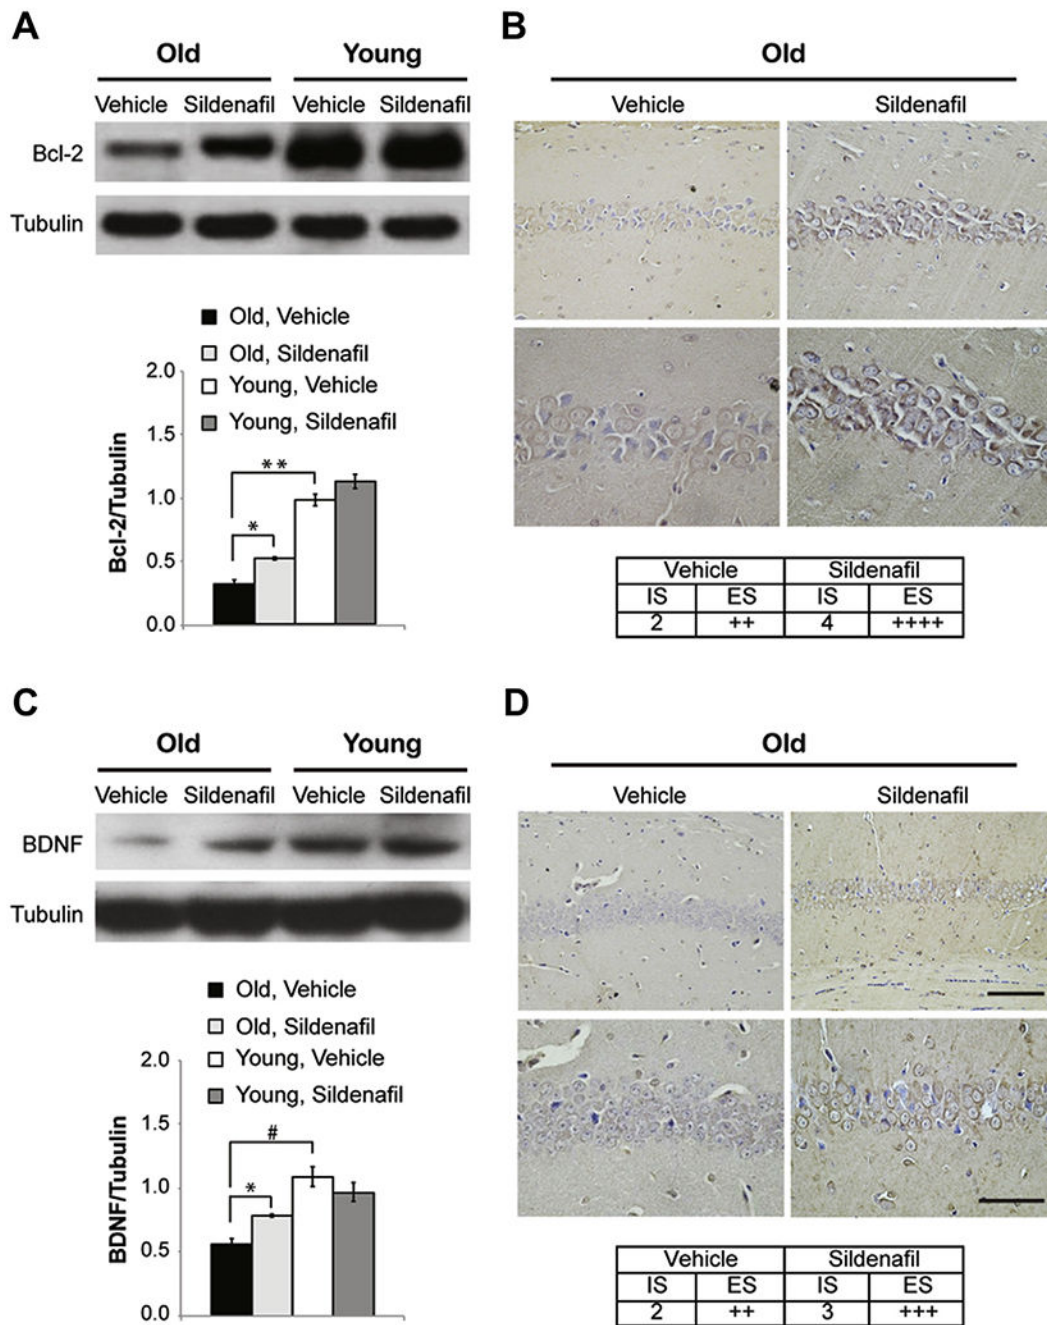 A
Old Young
Vehicle Sildenafil Vehicle Sildenafil
Bcl-2
Tubulin
Old, Vehicle
Old, Sildenafil
Young, Vehicle
Young, Sildenafil
2.0
1.5
1.0
0.5
0.0
Bcl-2/Tubulin
**
*
B
Old
Vehicle Sildenafil
Vehicle Sildenafil
IS ES IS ES
2 ++ 4 ++++
C
Old Young
Vehicle Sildenafil Vehicle Sildenafil
BDNF
Tubulin
Old, Vehicle
Old, Sildenafil
Young, Vehicle
Young, Sildenafil
2.0
1.5
1.0
0.5
0.0
BDNF/Tubulin
#
*
D
Old
Vehicle Sildenafil
Vehicle Sildenafil
IS ES IS ES
2 ++ 3 +++